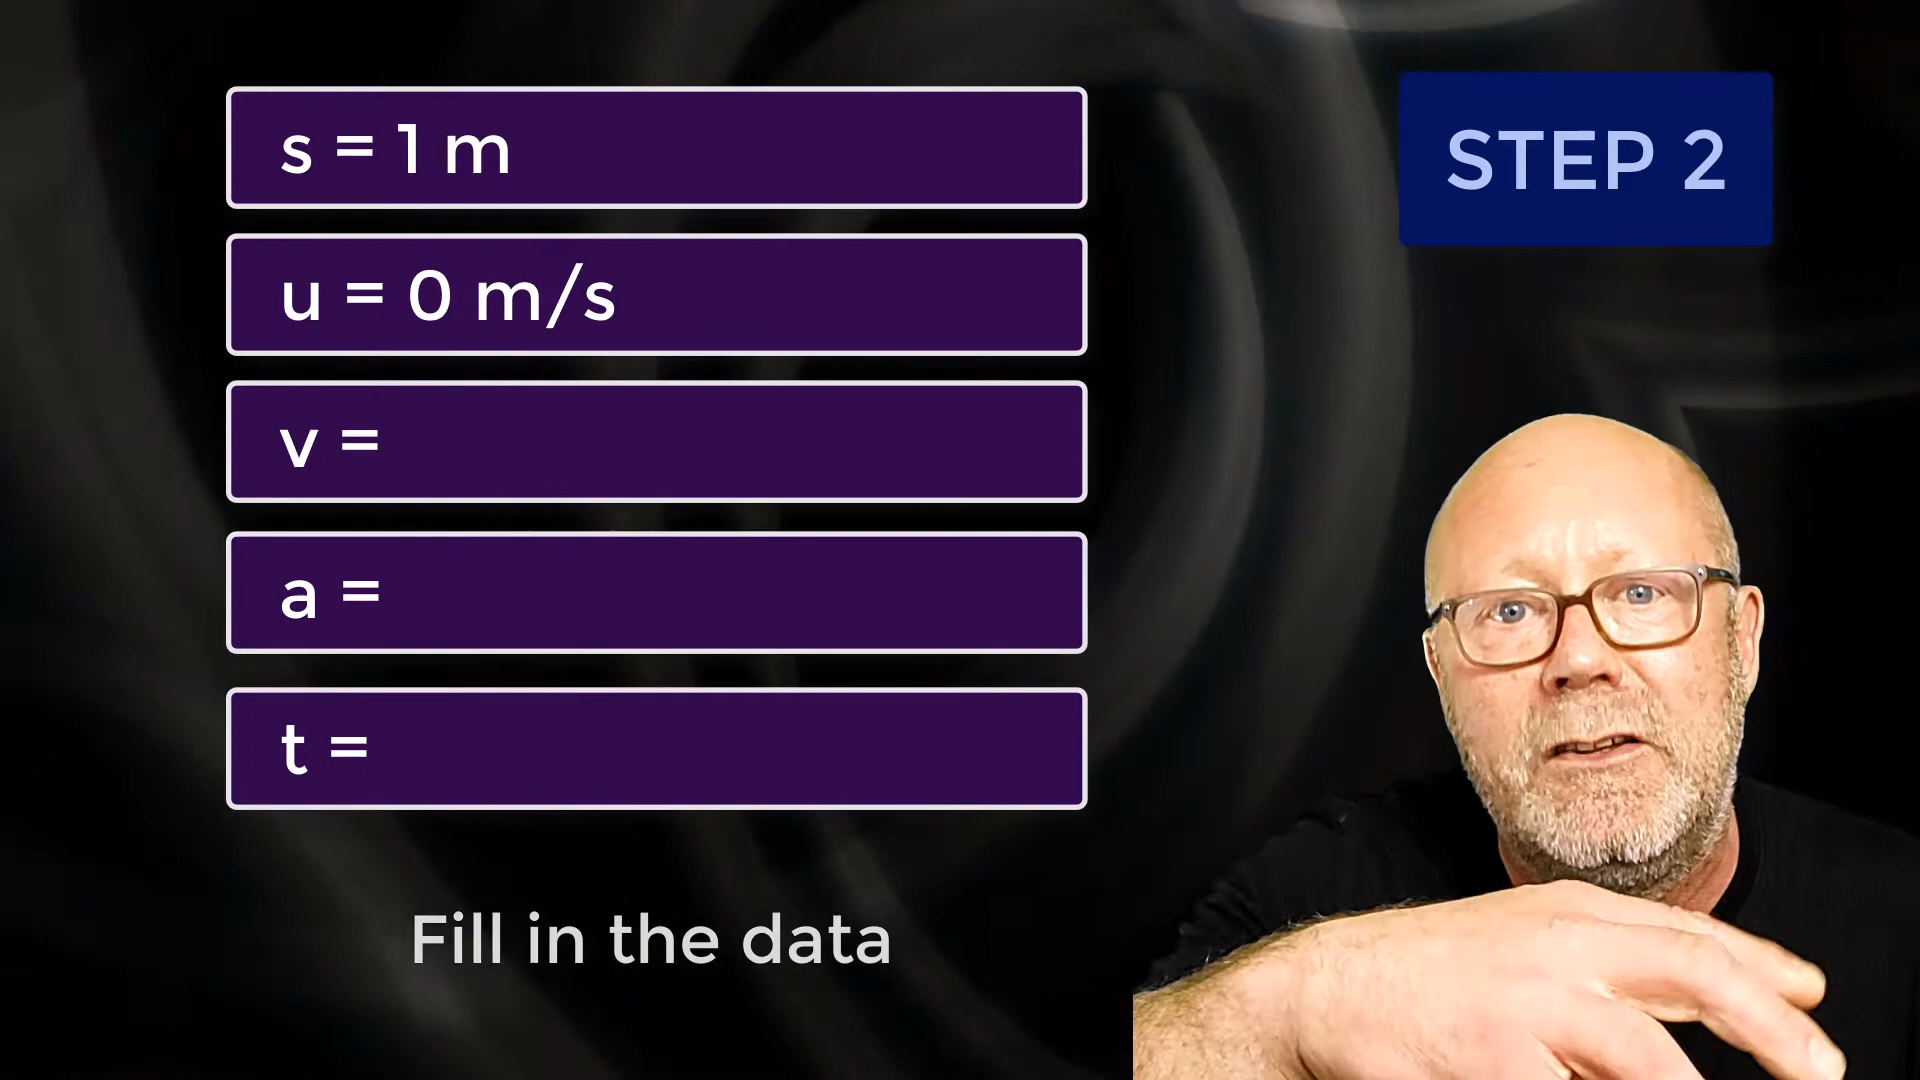 s = 1 m
STEP 2
u = 0 m/s
v =
a =
t =
Fill in the data